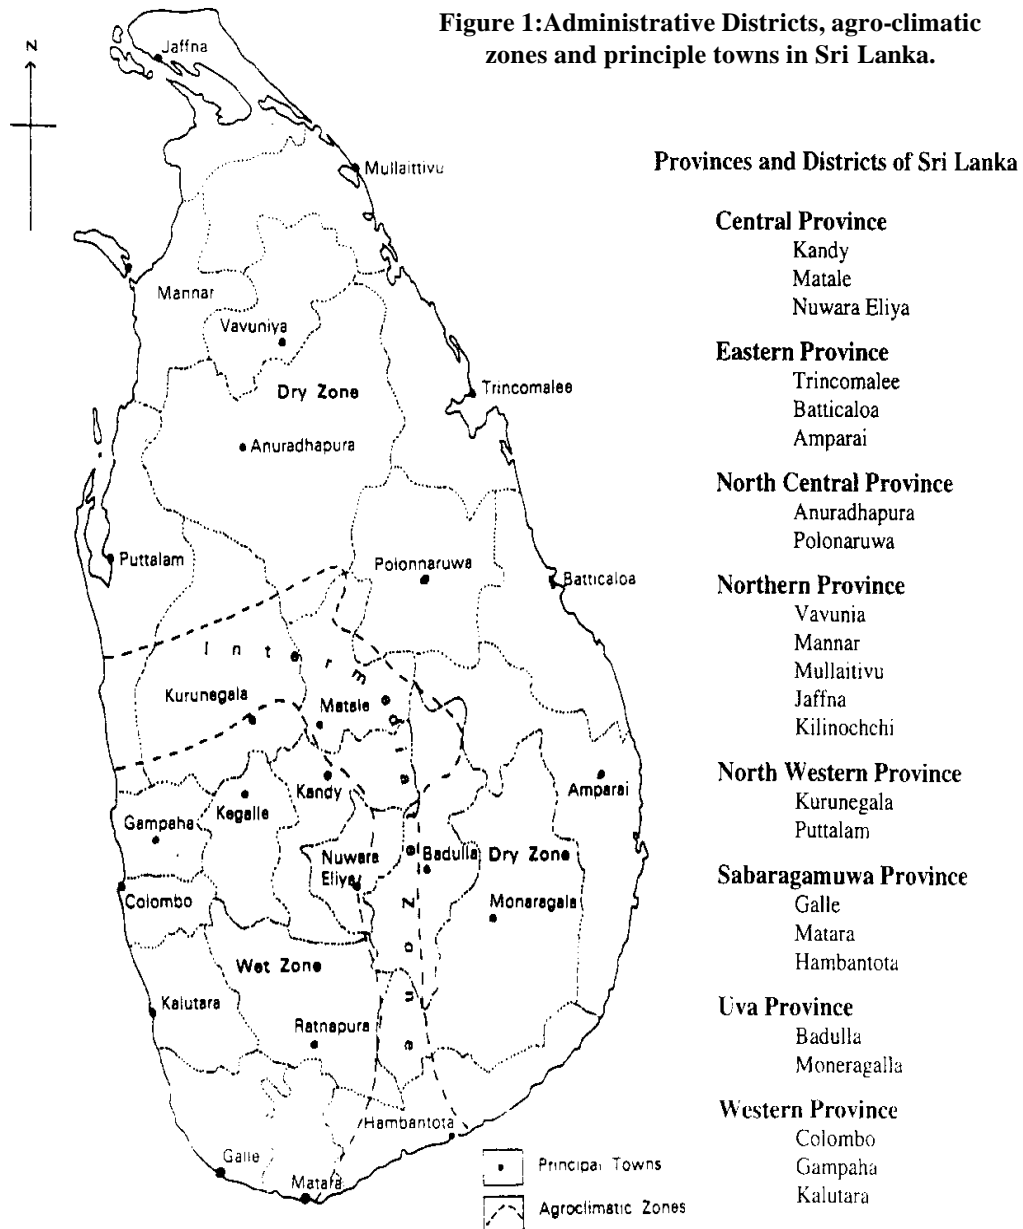 Figure 1:Administrative Districts, agro-climatic
zones and principle towns in Sri Lanka.
N
Jaffna
Mullaittivu
Mannar
Vavuniya
Dry Zone
Trincomalee
Anuradhapura
Puttalam
Polonnaruwa
Batticaloa
Intrmediate Zone
Kurunegala
Matale
Kandy
Kegalle
Gampaha
Amparai
Nuwara
Eliya
Badulla
Dry Zone
Colombo
Monaragala
Wet Zone
Kalutara
Ratnapura
Hambantota
Galle
Matara
Principal Towns
Agroclimatic Zones
Provinces and Districts of Sri Lanka
Central Province
Kandy
Matale
Nuwara Eliya
Eastern Province
Trincomalee
Batticaloa
Amparai
North Central Province
Anuradhapura
Polonaruwa
Northern Province
Vavunia
Mannar
Mullaitivu
Jaffna
Kilinochchi
North Western Province
Kurunegala
Puttalam
Sabaragamuwa Province
Galle
Matara
Hambantota
Uva Province
Badulla
Moneragalla
Western Province
Colombo
Gampaha
Kalutara